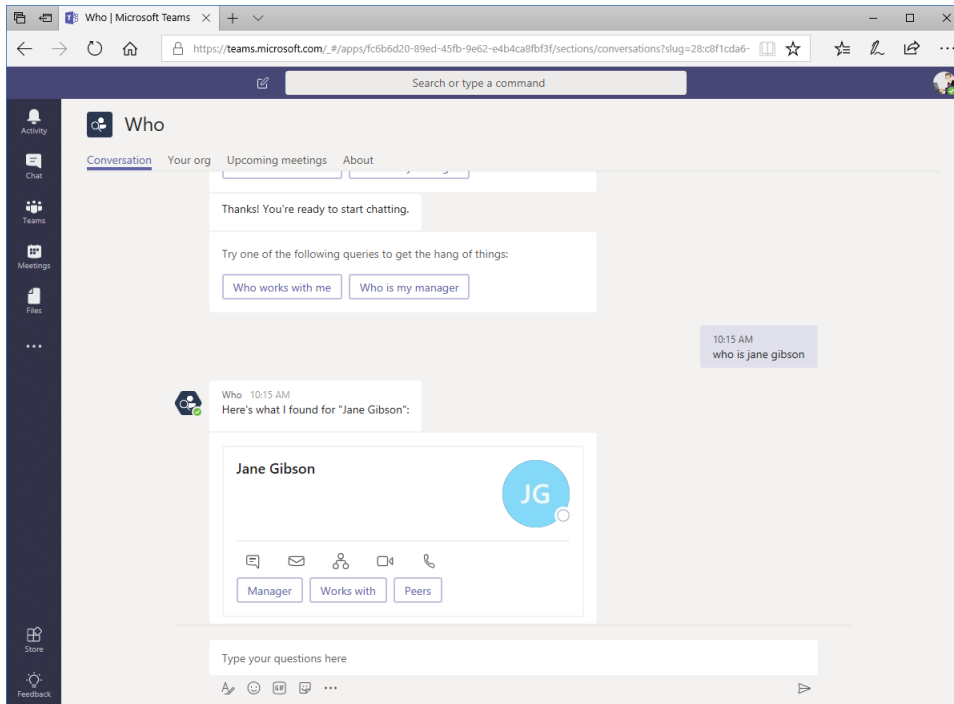 Who | Microsoft Teams
https://teams.microsoft.com/_#/apps/fc6b6d20-89ed-45fb-9e62-e4b4ca8fbf3f/sections/conversations?slug=28:c8f1cda6-
Search or type a command
Activity
Chat
Teams
Meetings
Files
Store
Feedback
Who
Conversation Your org Upcoming meetings About
Thanks! You're ready to start chatting.
Try one of the following queries to get the hang of things:
Who works with me Who is my manager
10:15 AM
who is jane gibson
Who 10:15 AM
Here's what I found for "Jane Gibson":
Jane Gibson
JG
Manager Works with Peers
Type your questions here
GIF